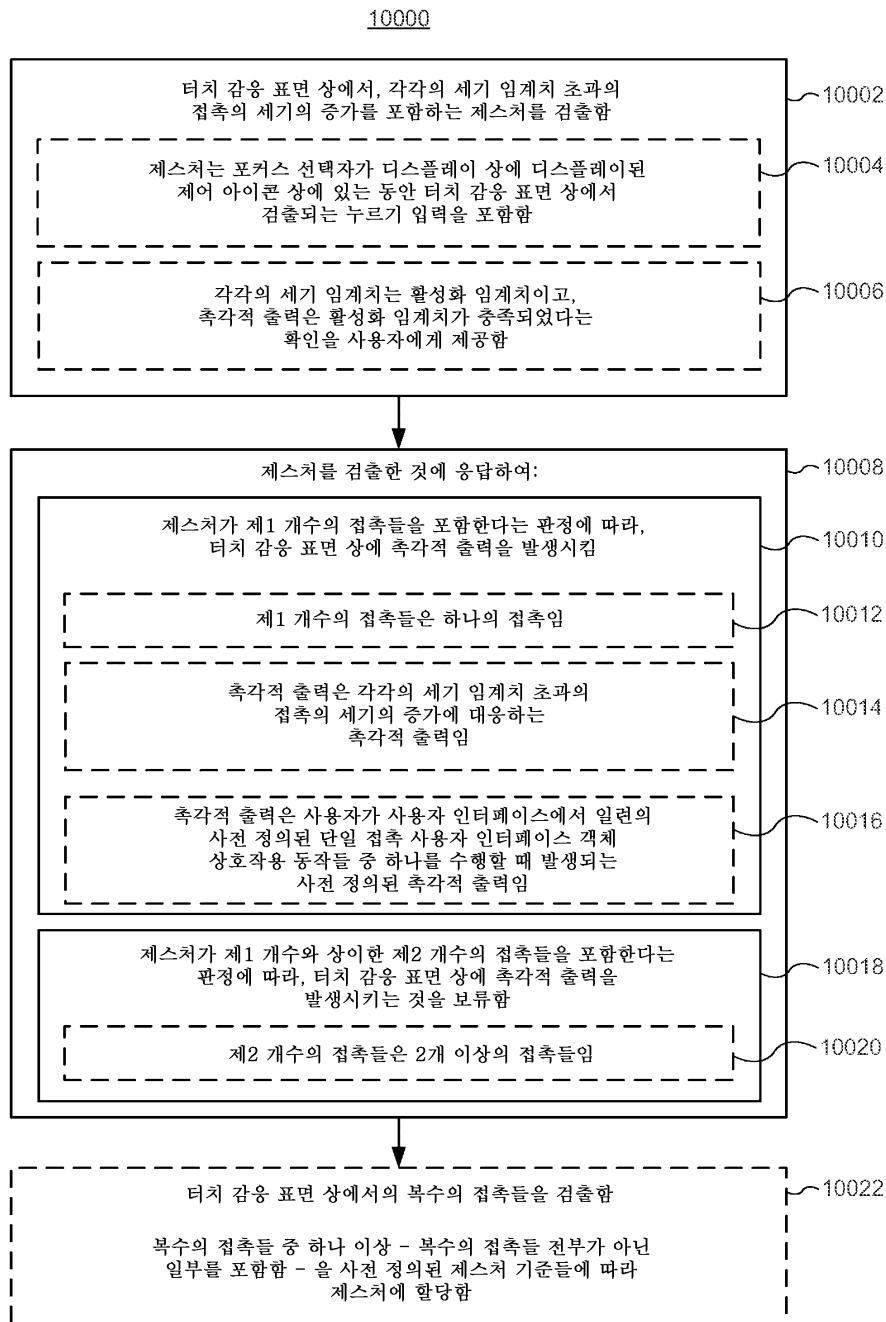 10000
터치 감응 표면 상에서, 각각의 세기 임계치 초과의
접촉의 세기의 증가를 포함하는 제스처를 검출함
10002
제스처는 포커스 선택자가 디스플레이 상에 디스플레이된
제어 아이콘 상에 있는 동안 터치 감응 표면 상에서
검출되는 누르기 입력을 포함함
10004
각각의 세기 임계치는 활성화 임계치이고,
촉각적 출력은 활성화 임계치가 충족되었다는
확인을 사용자에게 제공함
10006
제스처를 검출한 것에 응답하여:
10008
제스처가 제1 개수의 접촉들을 포함한다는 판정에 따라,
터치 감응 표면 상에 촉각적 출력을 발생시킴
10010
제1 개수의 접촉들은 하나의 접촉임
10012
촉각적 출력은 각각의 세기 임계치 초과의
접촉의 세기의 증가에 대응하는
촉각적 출력임
10014
촉각적 출력은 사용자가 사용자 인터페이스에서 일련의
사전 정의된 단일 접촉 사용자 인터페이스 객체
상호작용 동작들 중 하나를 수행할 때 발생되는
사전 정의된 촉각적 출력임
10016
제스처가 제1 개수와 상이한 제2 개수의 접촉들을 포함한다는
판정에 따라, 터치 감응 표면 상에 촉각적 출력을
발생시키는 것을 보류함
10018
제2 개수의 접촉들은 2개 이상의 접촉들임
10020
터치 감응 표면 상에서의 복수의 접촉들을 검출함
10022
복수의 접촉들 중 하나 이상 – 복수의 접촉들 전부가 아닌
일부를 포함함 – 을 사전 정의된 제스처 기준들에 따라
제스처에 할당함